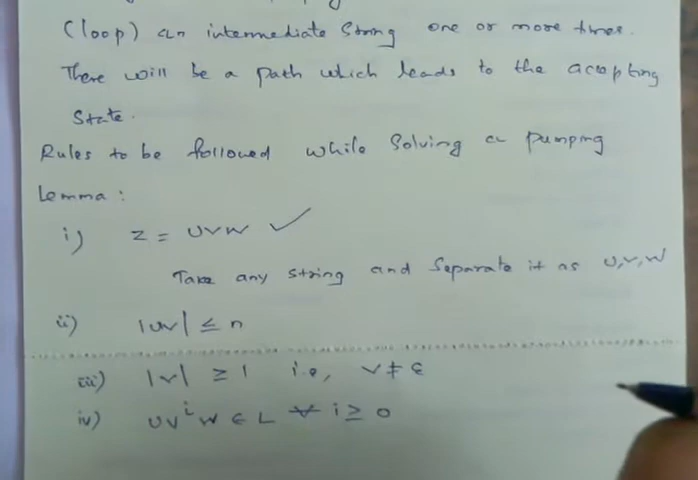 (loop) an intermediate string one or more times.
There will be a path which leads to the accepting
state.
Rules to be followed while solving a pumping
lemma :
i) z = uvw ✓
Take any string and separate it as u,v,w
ii) |uv| ≤ n
iii) |v| ≥ 1 i.e, v ≠ ε
iv) uvⁱw ∈ L ∀ i ≥ 0